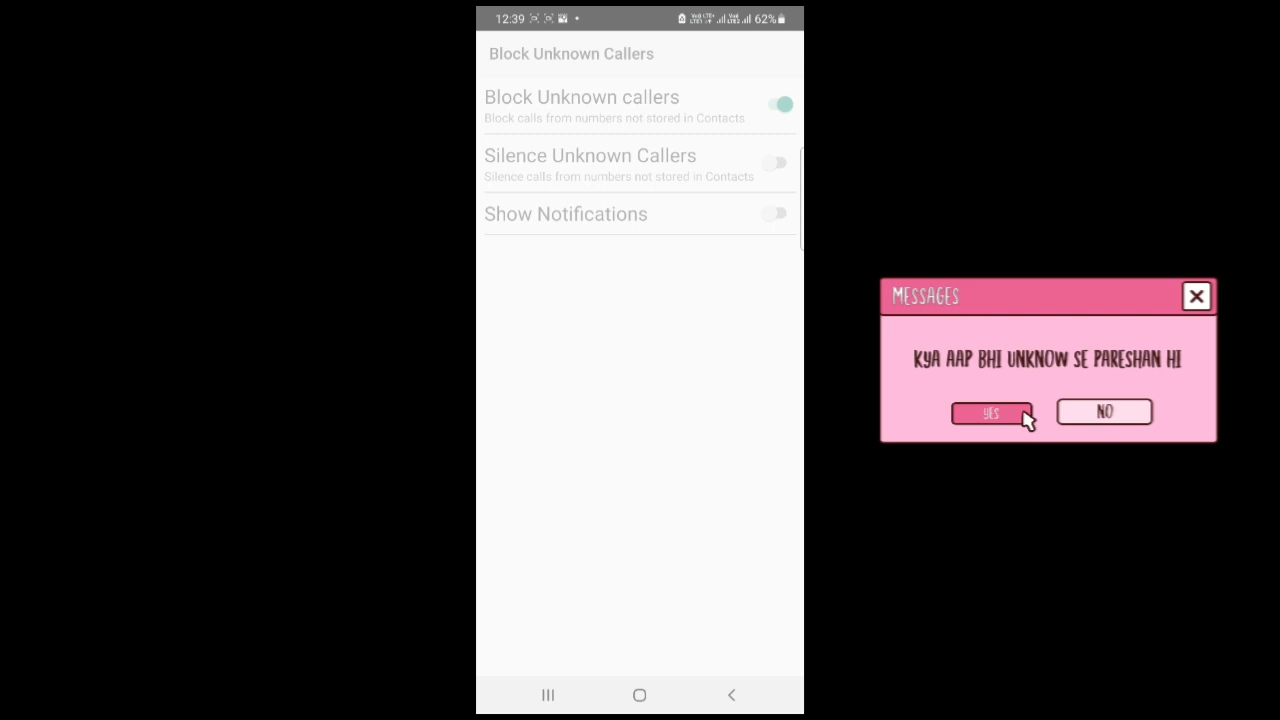 12:39
62%
Block Unknown Callers
Block Unknown callers
Block calls from numbers not stored in Contacts
Silence Unknown Callers
Silence calls from numbers not stored in Contacts
Show Notifications
MESSAGES
KYA AAP BHI UNKNOW SE PARESHAN HI
YES
NO